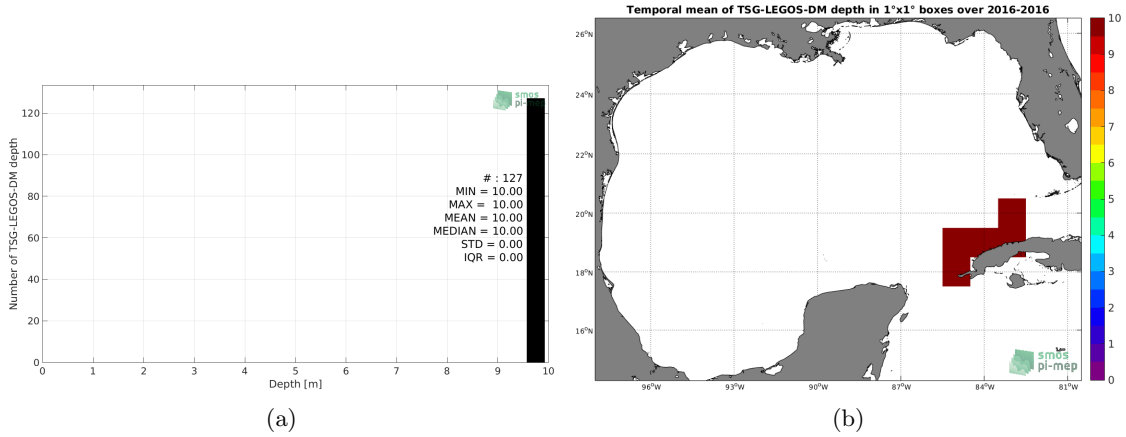 smos
pi-mep
Number of TSG-LEGOS-DM depth
120
100
80
60
40
20
0
# : 127
MIN = 10.00
MAX = 10.00
MEAN = 10.00
MEDIAN = 10.00
STD = 0.00
IQR = 0.00
0 1 2 3 4 5 6 7 8 9 10
Depth [m]
(a)
Temporal mean of TSG-LEGOS-DM depth in 1°x1° boxes over 2016-2016
26°N
24°N
22°N
20°N
18°N
16°N
96°W 93°W 90°W 87°W 84°W 81°W
smos
pi-mep
10
9
8
7
6
5
4
3
2
1
0
(b)